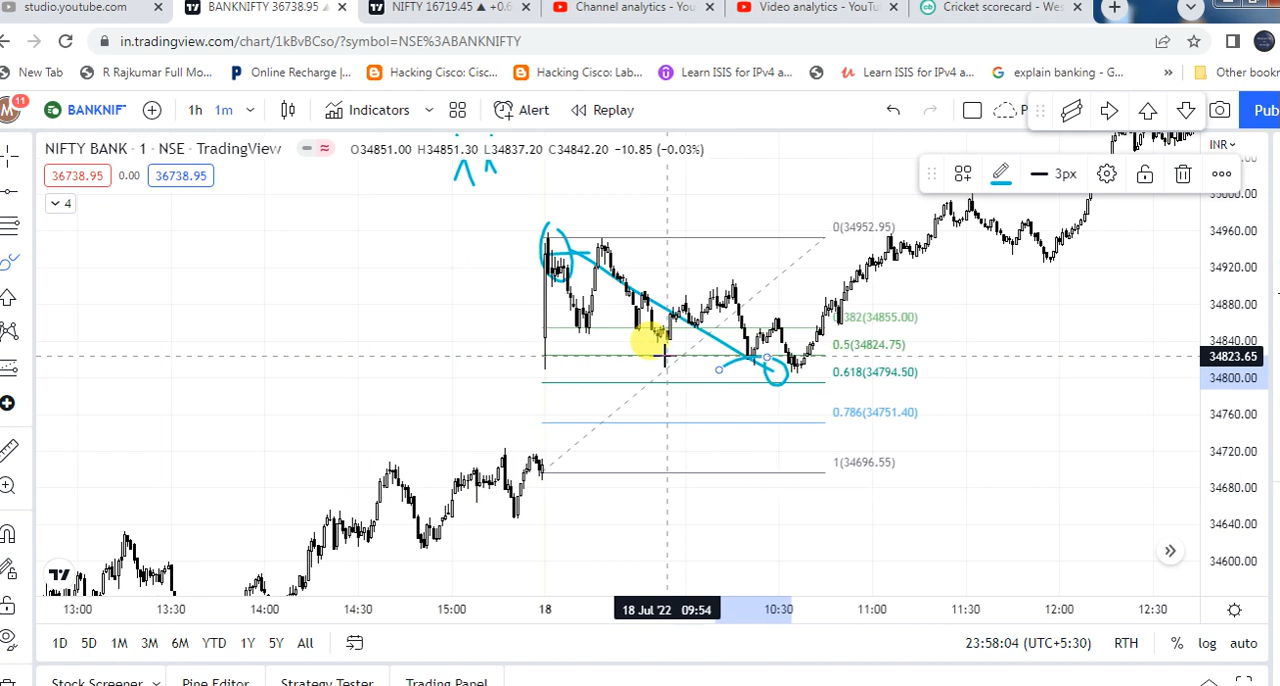 studio.youtube.com
BANKNIFTY 36738.95
NIFTY 16719.45 ▲ +0.6
Channel analytics - YouTu
Video analytics - YouTu
Cricket scorecard - Wes
in.tradingview.com/chart/1kBvBCso/?symbol=NSE%3ABANKNIFTY
New Tab
R Rajkumar Full Mo...
Online Recharge |...
Hacking Cisco: Cisc...
Hacking Cisco: Lab...
Learn ISIS for IPv4 a...
Learn ISIS for IPv4 a...
explain banking - G...
»
Other bookr
M 11
BANKNIF
1h
1m
Indicators
Alert
Replay
P
Pub
NIFTY BANK · 1 · NSE · TradingView
O34851.00 H34851.30 L34837.20 C34842.20 −10.85 (−0.03%)
INR
36738.95
0.00
36738.95
3px
4
35000.00
34960.00
34920.00
34880.00
34840.00
34823.65
34800.00
34760.00
34720.00
34680.00
34640.00
34600.00
0(34952.95)
0.382(34855.00)
0.5(34824.75)
0.618(34794.50)
0.786(34751.40)
1(34696.55)
13:00
13:30
14:00
14:30
15:00
18
18 Jul '22 09:54
10:30
11:00
11:30
12:00
12:30
1D
5D
1M
3M
6M
YTD
1Y
5Y
All
23:58:04 (UTC+5:30)
RTH
%
log
auto
Stock Screener
Pine Editor
Strategy Tester
Trading Panel